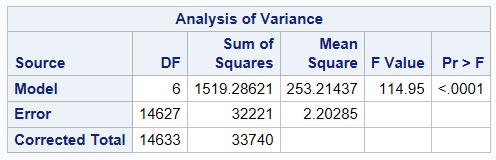 Analysis of Variance
Source DF Sum of Squares Mean Square F Value Pr > F
Model 6 1519.28621 253.21437 114.95 <.0001
Error 14627 32221 2.20285
Corrected Total 14633 33740